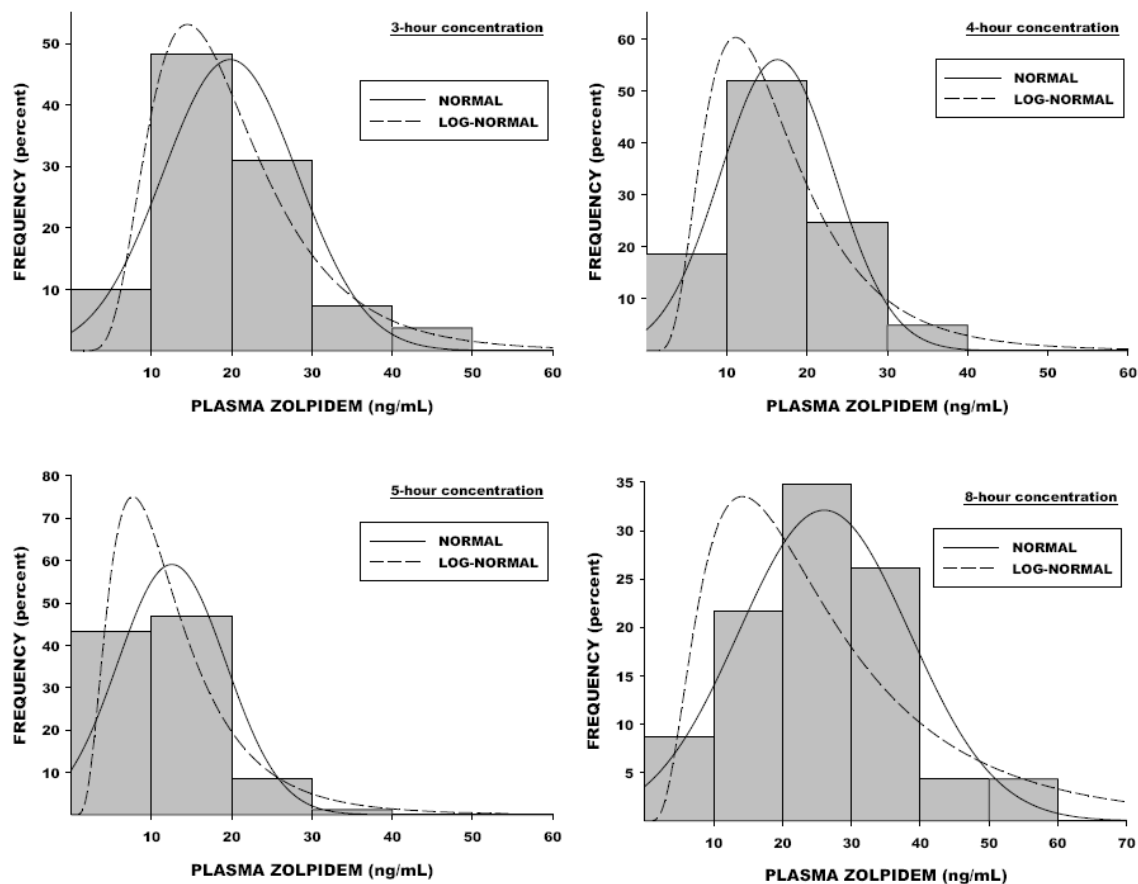 3-hour concentration
NORMAL
LOG-NORMAL
FREQUENCY (percent)
50
40
30
20
10
10 20 30 40 50 60
PLASMA ZOLPIDEM (ng/mL)
4-hour concentration
NORMAL
LOG-NORMAL
FREQUENCY (percent)
60
50
40
30
20
10
10 20 30 40 50 60
PLASMA ZOLPIDEM (ng/mL)
5-hour concentration
NORMAL
LOG-NORMAL
FREQUENCY (percent)
80
70
60
50
40
30
20
10
10 20 30 40 50 60
PLASMA ZOLPIDEM (ng/mL)
8-hour concentration
NORMAL
LOG-NORMAL
FREQUENCY (percent)
35
30
25
20
15
10
5
10 20 30 40 50 60 70
PLASMA ZOLPIDEM (ng/mL)